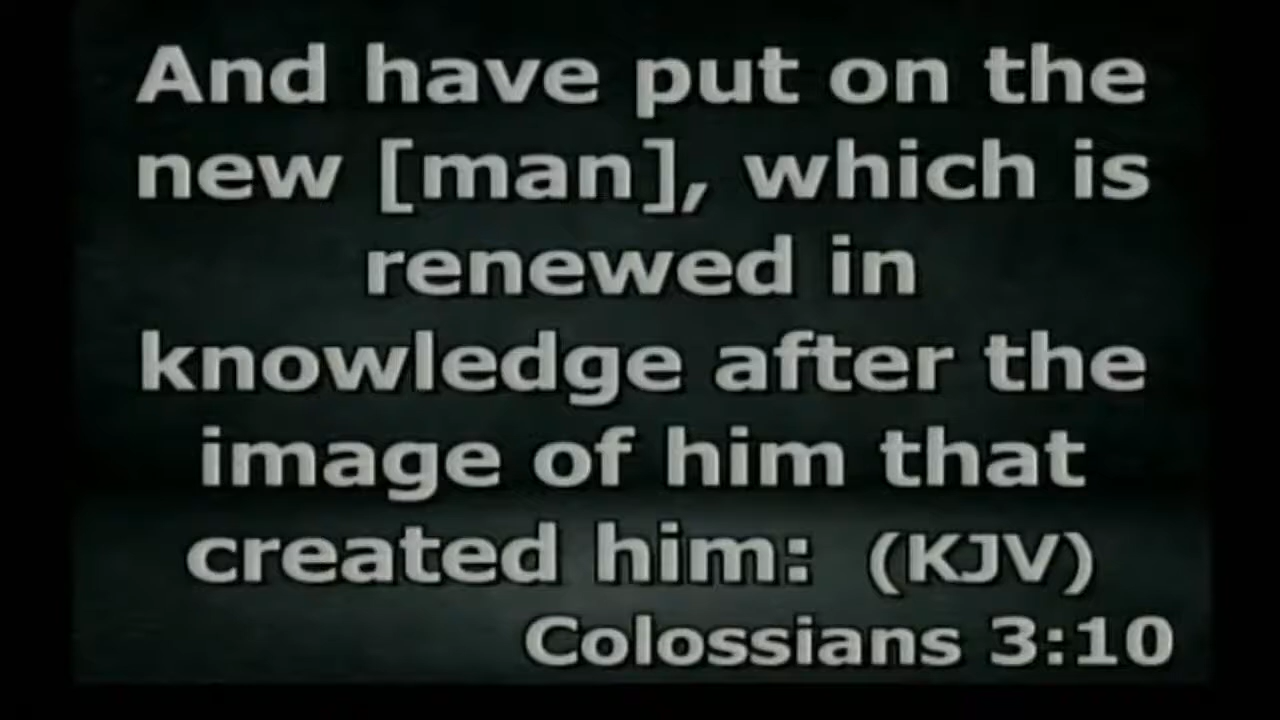 And have put on the
new [man], which is
renewed in
knowledge after the
image of him that
created him: (KJV)
Colossians 3:10